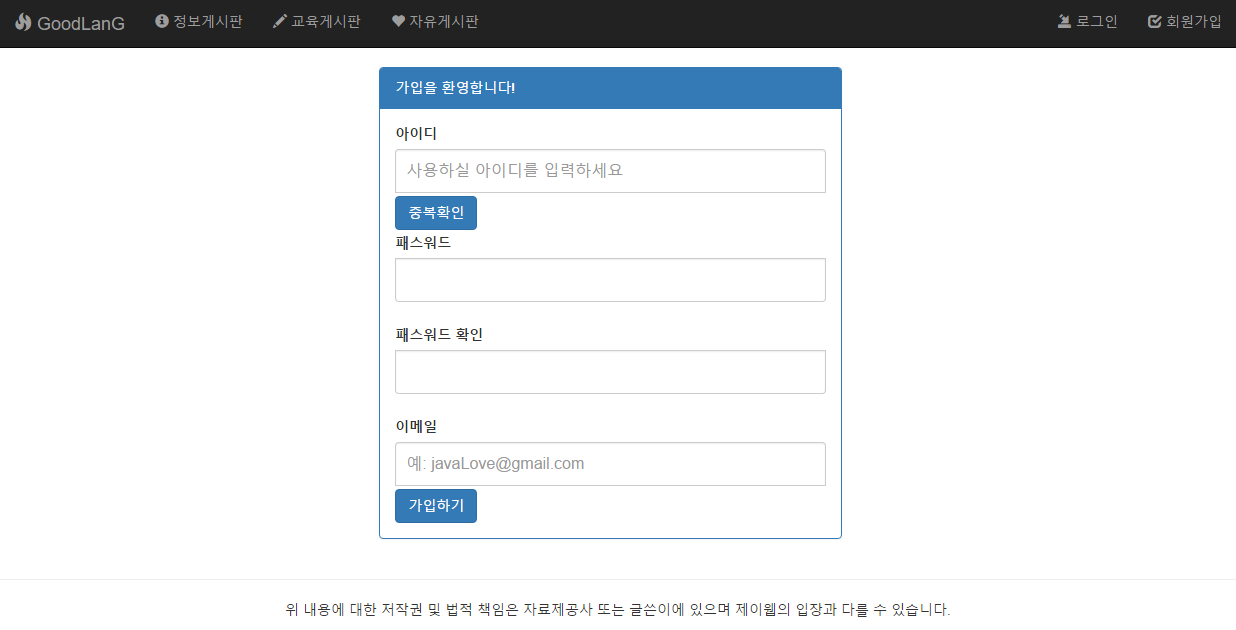 GoodLanG 정보게시판 교육게시판 자유게시판 로그인 회원가입
가입을 환영합니다!
아이디
사용하실 아이디를 입력하세요
중복확인
패스워드
패스워드 확인
이메일
예: javaLove@gmail.com
가입하기
위 내용에 대한 저작권 및 법적 책임은 자료제공사 또는 글쓴이에 있으며 제이웹의 입장과 다를 수 있습니다.